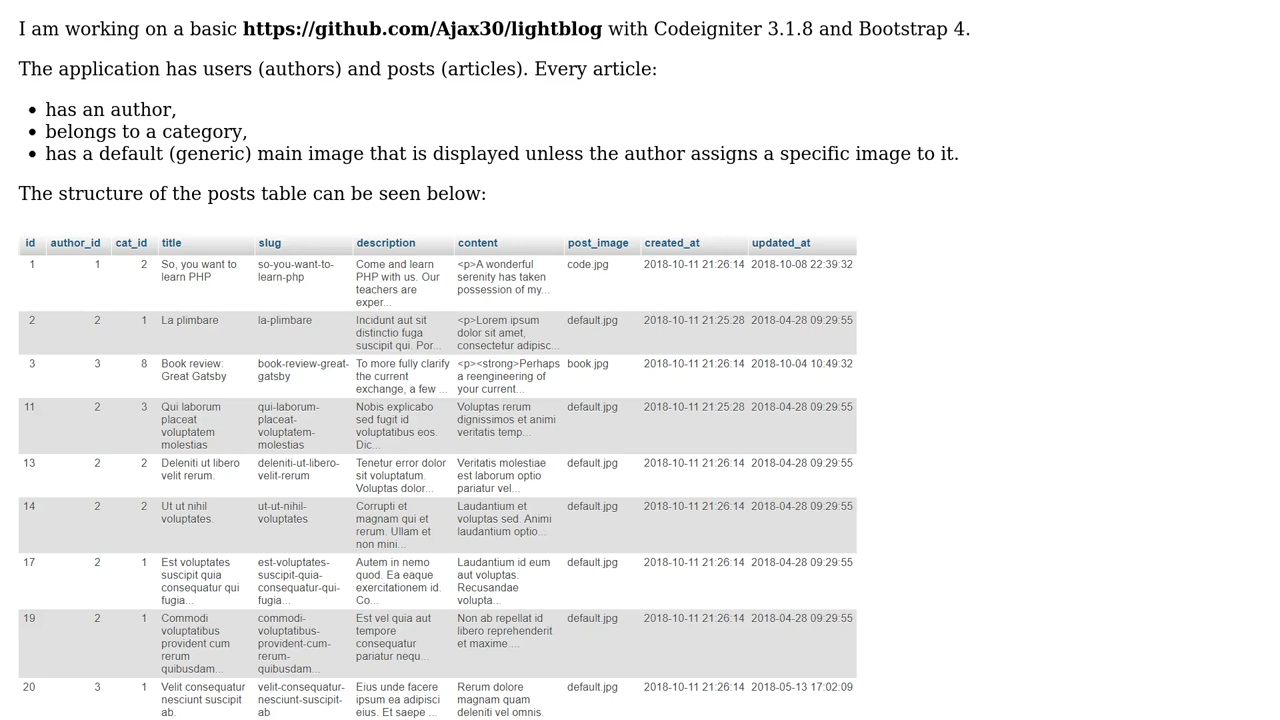 I am working on a basic https://github.com/Ajax30/lightblog with Codeigniter 3.1.8 and Bootstrap 4.
The application has users (authors) and posts (articles). Every article:
• has an author,
• belongs to a category,
• has a default (generic) main image that is displayed unless the author assigns a specific image to it.
The structure of the posts table can be seen below:
id author_id cat_id title slug description content post_image created_at updated_at
1 1 2 So, you want to so-you-want-to- Come and learn <p>A wonderful code.jpg 2018-10-11 21:26:14 2018-10-08 22:39:32
learn PHP learn-php PHP with us. Our serenity has taken
teachers are possession of my...
exper...
2 2 1 La plimbare la-plimbare Incidunt aut sit <p>Lorem ipsum default.jpg 2018-10-11 21:25:28 2018-04-28 09:29:55
distinctio fuga dolor sit amet,
suscipit qui. Por... consectetur adipisc...
3 3 8 Book review: book-review-great- To more fully clarify <p><strong>Perhaps book.jpg 2018-10-11 21:26:14 2018-10-04 10:49:32
Great Gatsby gatsby the current a reengineering of
exchange, a few ... your current...
11 2 3 Qui laborum qui-laborum- Nobis explicabo Voluptas rerum default.jpg 2018-10-11 21:25:28 2018-04-28 09:29:55
placeat placeat- sed fugit id dignissimos et animi
voluptatem voluptatem- voluptatibus eos. veritatis temp...
molestias molestias Dic...
13 2 2 Deleniti ut libero deleniti-ut-libero- Tenetur error dolor Veritatis molestiae default.jpg 2018-10-11 21:26:14 2018-04-28 09:29:55
velit rerum. velit-rerum sit voluptatum. est laborum optio
Voluptas dolor... pariatur vel...
14 2 2 Ut ut nihil ut-ut-nihil- Corrupti et Laudantium et default.jpg 2018-10-11 21:26:14 2018-04-28 09:29:55
voluptates. voluptates magnam qui et voluptas sed. Animi
rerum. Ullam et laudantium optio...
non mini...
17 2 1 Est voluptates est-voluptates- Autem in nemo Laudantium id eum default.jpg 2018-10-11 21:26:14 2018-04-28 09:29:55
suscipit quia suscipit-quia- quod. Ea eaque aut voluptas.
consequatur qui consequatur-qui- exercitationem id. Recusandae
fugia... fugia... Co... volupta...
19 2 1 Commodi commodi- Est vel quia aut Non ab repellat id default.jpg 2018-10-11 21:26:14 2018-04-28 09:29:55
voluptatibus voluptatibus- tempore libero reprehenderit
provident cum provident-cum- consequatur et maxime....
rerum rerum- pariatur nequ...
quibusdam... quibusdam...
20 3 1 Velit consequatur velit-consequatur- Eius unde facere Rerum dolore default.jpg 2018-10-11 21:26:14 2018-05-13 17:02:09
nesciunt suscipit nesciunt-suscipit- ipsum ea adipisci magnam quam
ab. ab eius. Et saepe ... deleniti vel omnis.